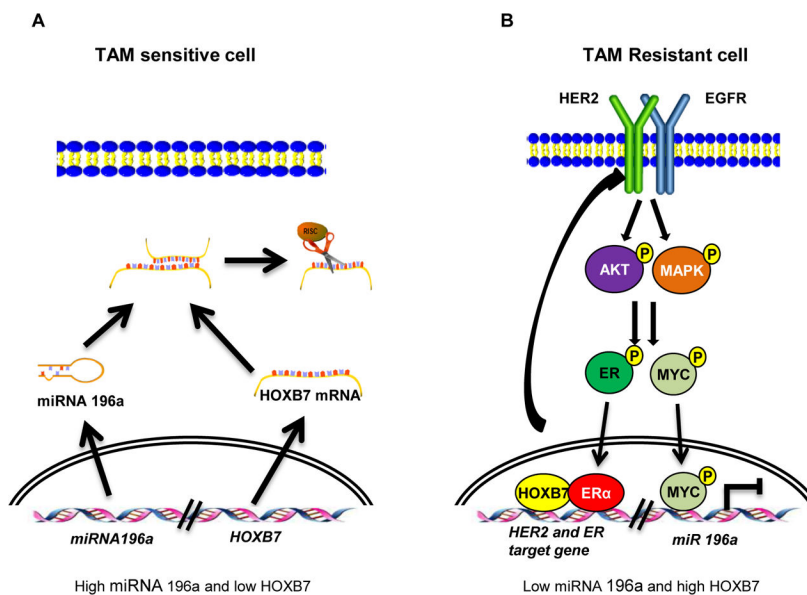 A
TAM sensitive cell
RISC
miRNA 196a
HOXB7 mRNA
miRNA196a
HOXB7
High miRNA 196a and low HOXB7
B
TAM Resistant cell
HER2
EGFR
P
P
AKT
MAPK
P
P
ER
MYC
P
HOXB7
ERα
MYC
HER2 and ER
target gene
miR 196a
Low miRNA 196a and high HOXB7